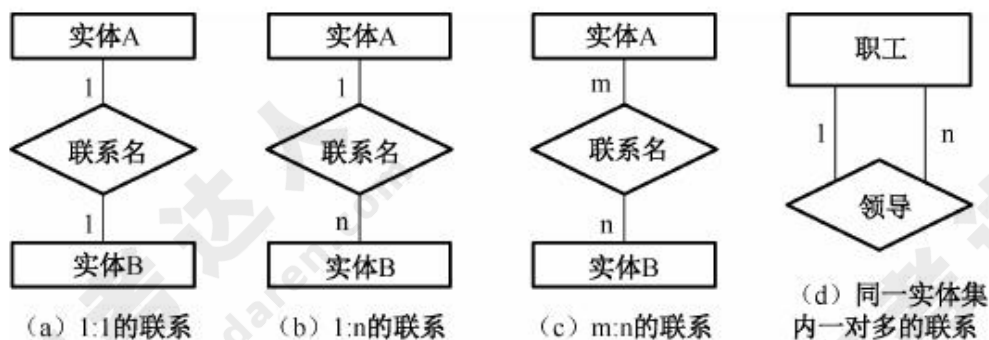 实体A
1
联系名
1
实体B
（a）1:1的联系
实体A
1
联系名
n
实体B
（b）1:n的联系
实体A
m
联系名
n
实体B
（c）m:n的联系
职工
1
n
领导
（d）同一实体集
内一对多的联系